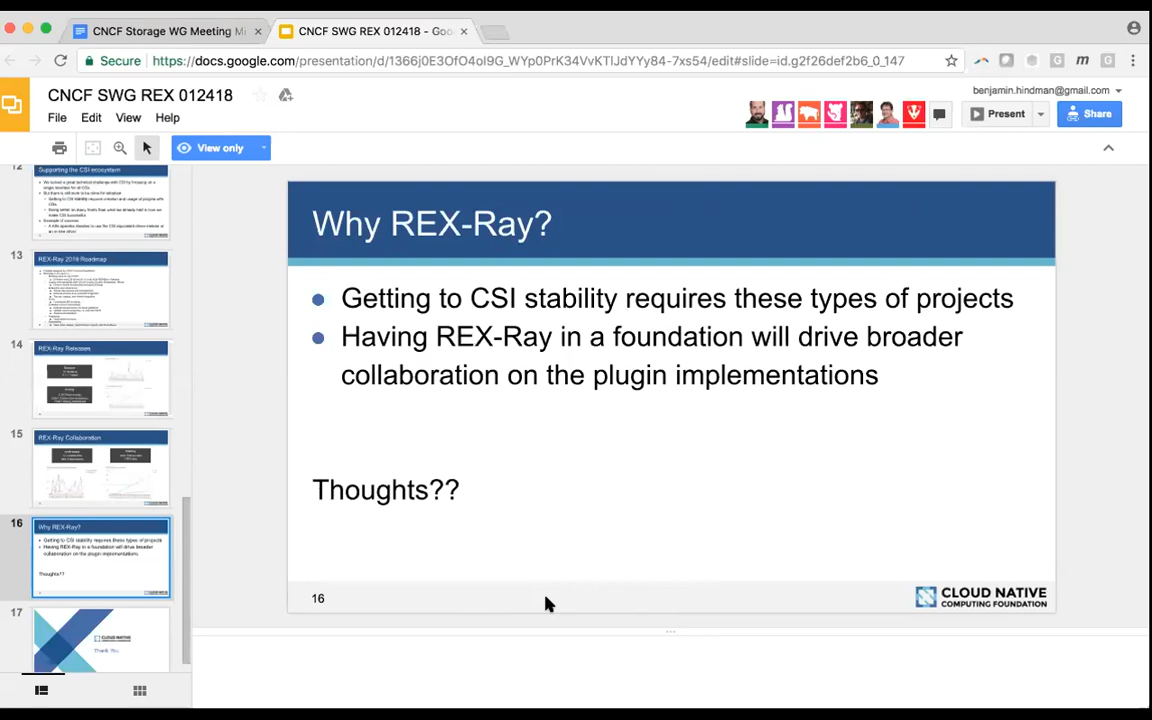 CNCF Storage WG Meeting Mi
CNCF SWG REX 012418 - Goo
Secure
https://docs.google.com/presentation/d/1366j0E3OfO4oI9G_WYp0PrK34VvKTlJdYYy84-7xs54/edit#slide=id.g2f26def2b6_0_147
CNCF SWG REX 012418
benjamin.hindman@gmail.com
File Edit View Help
Present
Share
View only
12
Supporting the CSI ecosystem
13
REX-Ray 2018 Roadmap
14
REX-Ray Releases
15
REX-Ray Collaboration
16
Why REX-Ray?
Getting to CSI stability requires these types of projects
Having REX-Ray in a foundation will drive broader
collaboration on the plugin implementations
Thoughts??
17
CLOUD NATIVE
Thank You
Why REX-Ray?
• Getting to CSI stability requires these types of projects
• Having REX-Ray in a foundation will drive broader
collaboration on the plugin implementations
Thoughts??
16
CLOUD NATIVE
COMPUTING FOUNDATION